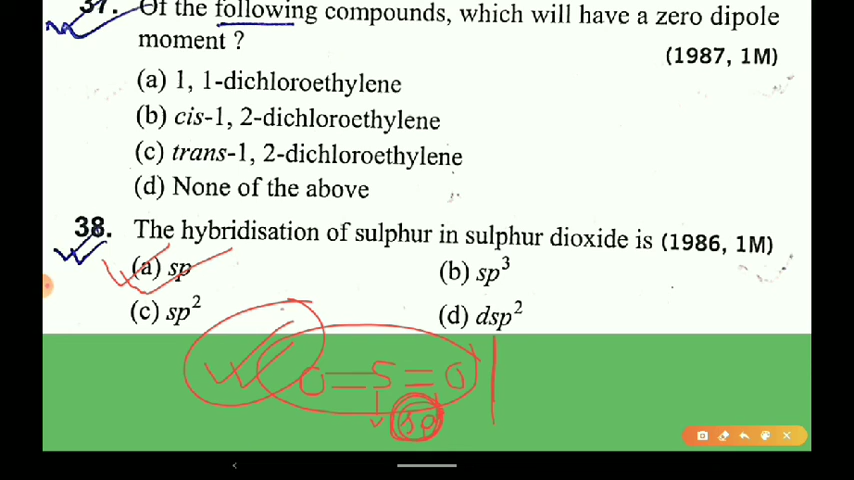 37. Of the following compounds, which will have a zero dipole
moment ?
(1987, 1M)
(a) 1, 1-dichloroethylene
(b) cis-1, 2-dichloroethylene
(c) trans-1, 2-dichloroethylene
(d) None of the above
38. The hybridisation of sulphur in sulphur dioxide is (1986, 1M)
(a) sp (b) sp³
(c) sp² (d) dsp²
O=S=O
sp